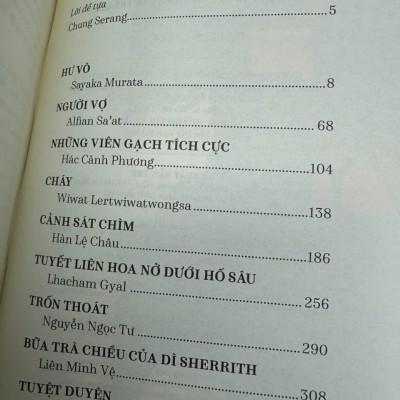 Lời đề tựa
Chung Serang 5
HƯ VÔ
Sayaka Murata 8
NGƯỜI VỢ
Alfian Sa'at 68
NHỮNG VIÊN GẠCH TÍCH CỰC
Hác Cảnh Phương 104
CHÁY
Wiwat Lertwiwatwongsa 138
CẢNH SÁT CHÌM
Hàn Lệ Châu 186
TUYẾT LIÊN HOA NỞ DƯỚI HỐ SÂU
Lhacham Gyal 256
TRỐN THOÁT
Nguyễn Ngọc Tư 290
BỮA TRÀ CHIỀU CỦA DÌ SHERRITH
Liên Minh Vệ 308
TUYỆT DUYÊN